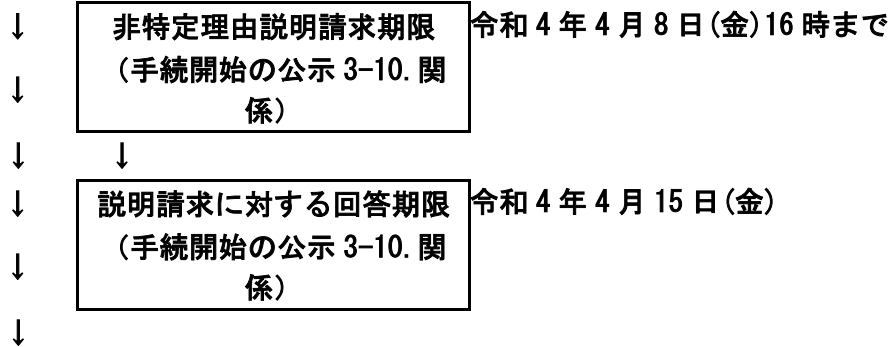 ↓ 非特定理由説明請求期限 令和4年4月8日(金)16時まで
(手続開始の公示 3-10.関
↓
係)
↓ ↓
↓ 説明請求に対する回答期限 令和4年4月15日(金)
(手続開始の公示 3-10.関
↓
係)
↓